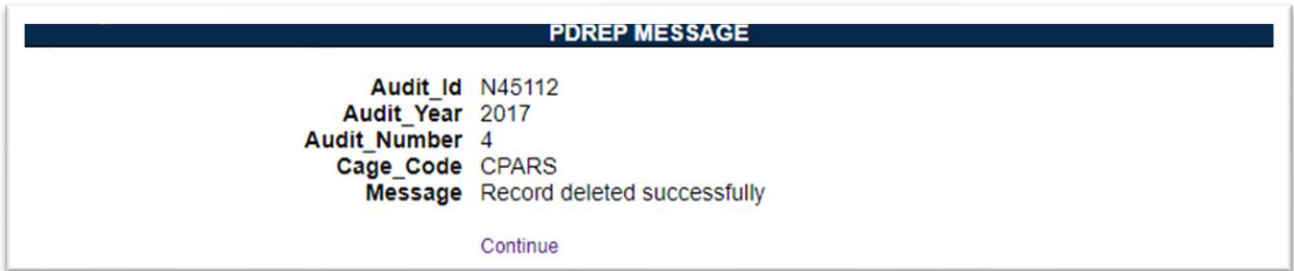 PDREP MESSAGE
Audit_Id N45112
Audit_Year 2017
Audit_Number 4
Cage_Code CPARS
Message Record deleted successfully
Continue